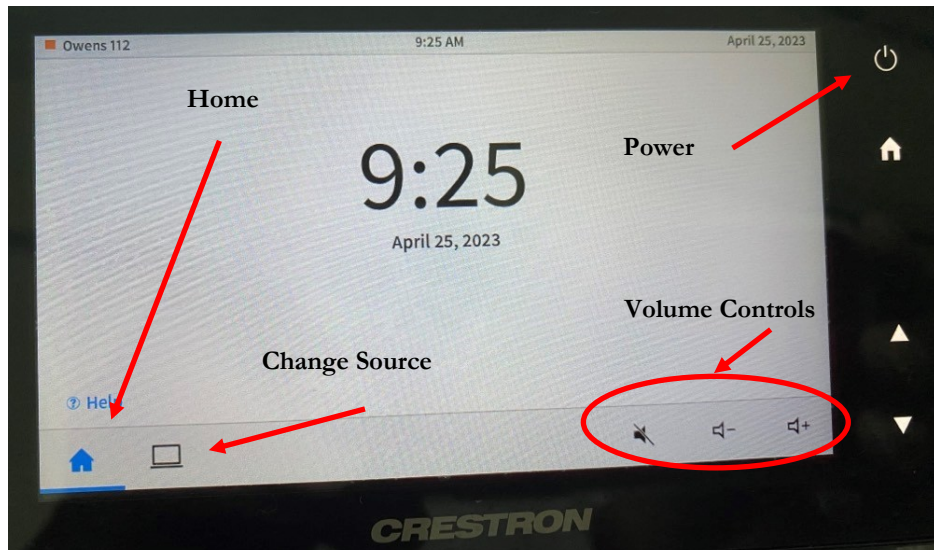 Owens 112 9:25 AM April 25, 2023
Home
Power
9:25
April 25, 2023
Volume Controls
Change Source
Help
CRESTRON